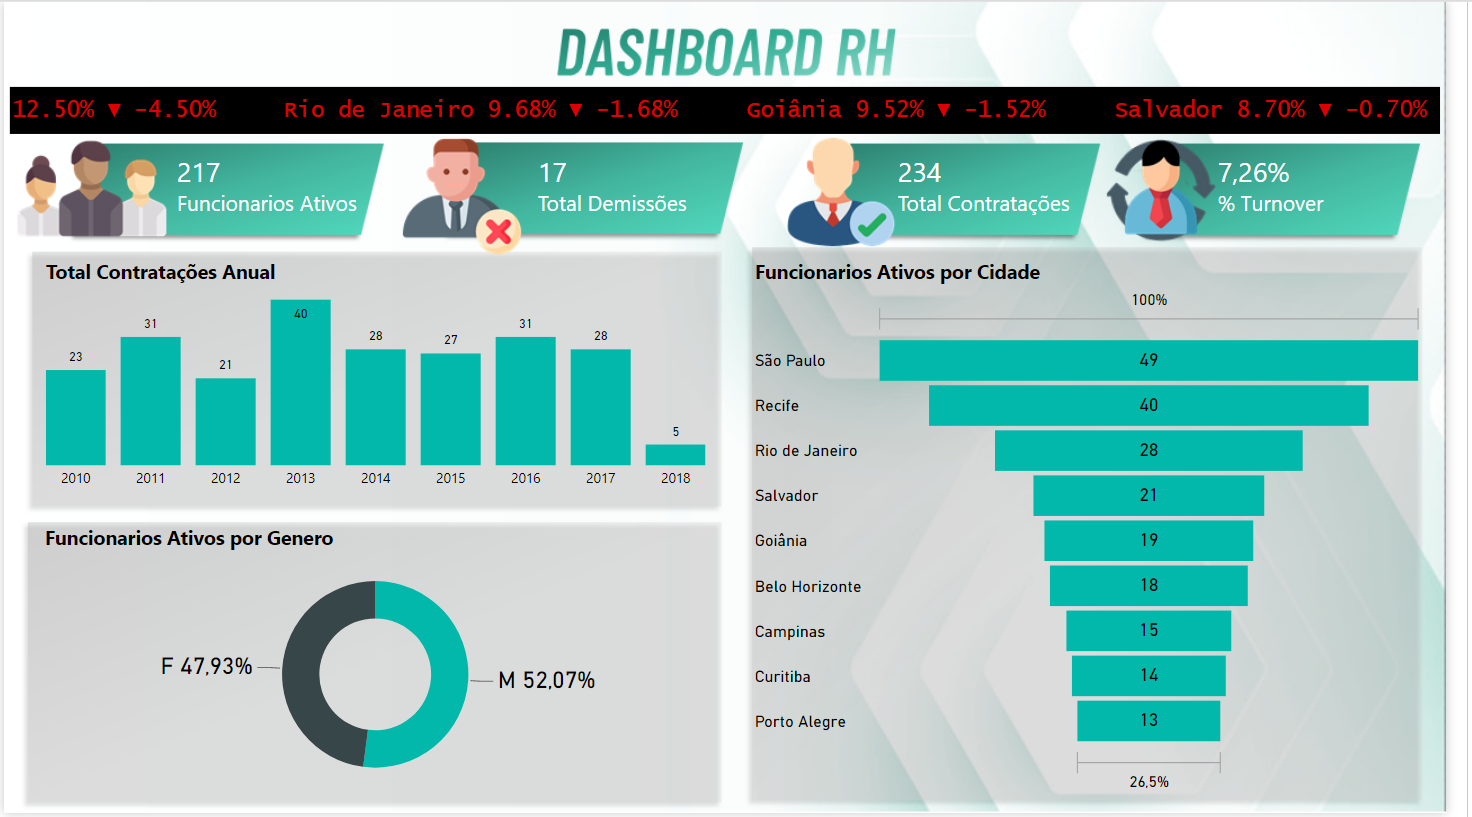 DASHBOARD RH
12.50% ▼ -4.50% Rio de Janeiro 9.68% ▼ -1.68% Goiânia 9.52% ▼ -1.52% Salvador 8.70% ▼ -0.70%
217
Funcionarios Ativos
17
Total Demissões
234
Total Contratações
7,26%
% Turnover
Total Contratações Anual
23
31
21
40
28
27
31
28
5
2010 2011 2012 2013 2014 2015 2016 2017 2018
Funcionarios Ativos por Genero
F 47,93%
M 52,07%
Funcionarios Ativos por Cidade
100%
São Paulo 49
Recife 40
Rio de Janeiro 28
Salvador 21
Goiânia 19
Belo Horizonte 18
Campinas 15
Curitiba 14
Porto Alegre 13
26,5%